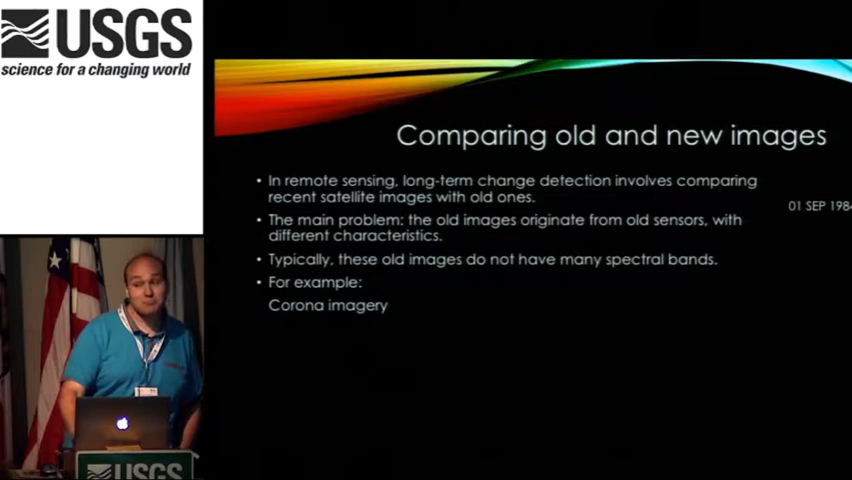 USGS
science for a changing world
Comparing old and new images
• In remote sensing, long-term change detection involves comparing
recent satellite images with old ones.
01 SEP 1984
• The main problem: the old images originate from old sensors, with
different characteristics.
• Typically, these old images do not have many spectral bands.
• For example:
Corona imagery
USGS